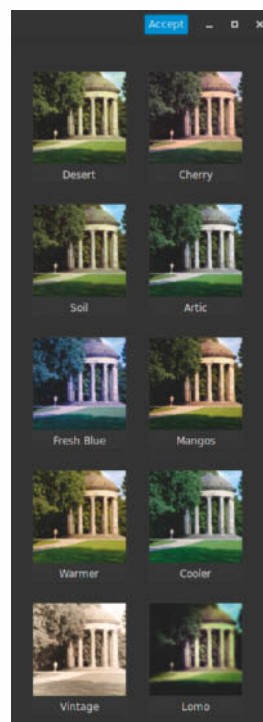 Accept
Desert
Cherry
Soil
Artic
Fresh Blue
Mangos
Warmer
Cooler
Vintage
Lomo